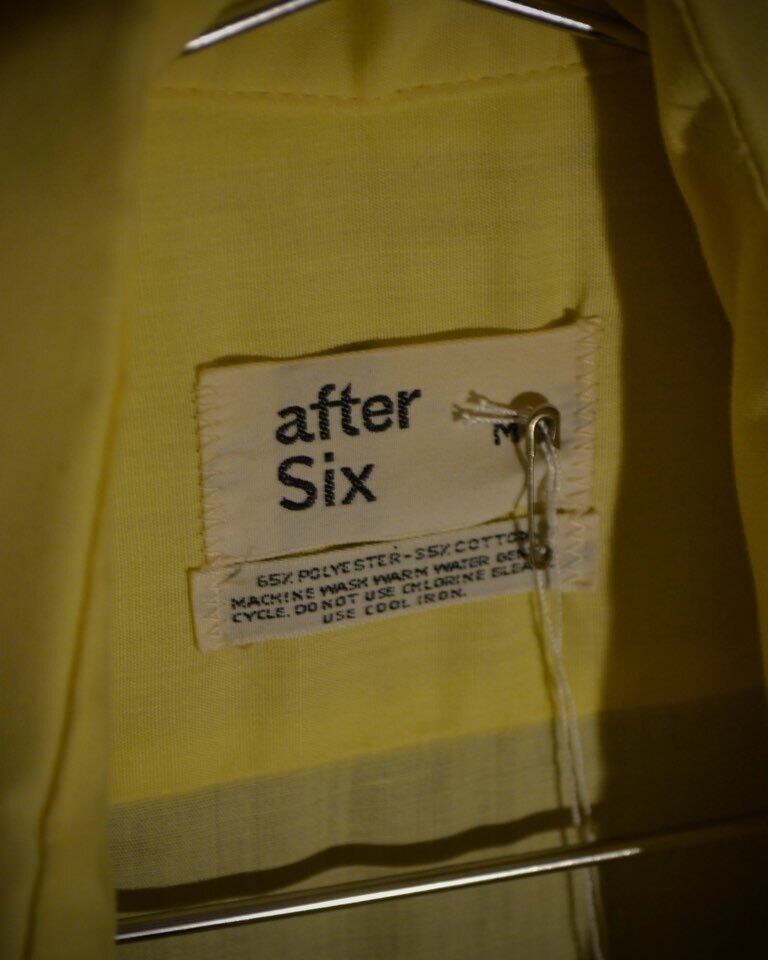 after
Six
M
65% POLYESTER-35% COTTON
MACHINE WASH WARM WATER
CYCLE. DO NOT USE CHLORINE
USE COOL IRON.